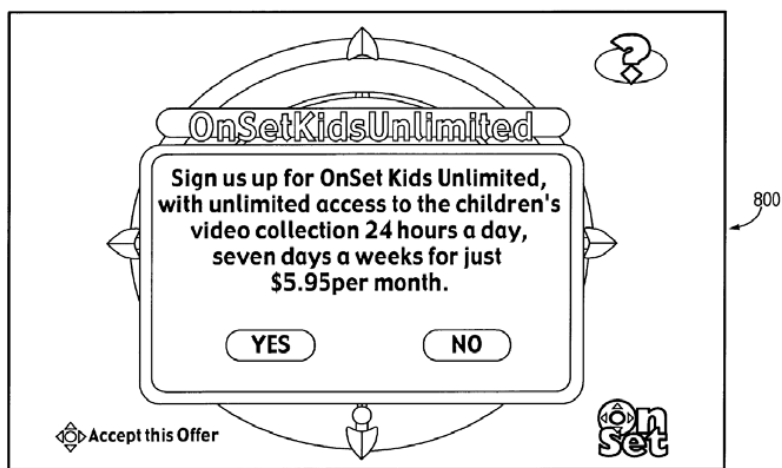 OnSetKidsUnlimited
Sign us up for OnSet Kids Unlimited,
with unlimited access to the children's
video collection 24 hours a day,
seven days a weeks for just
$5.95per month.
YES NO
800
Accept this Offer
On
Set